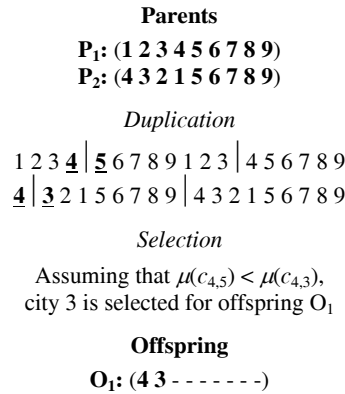 Parents
P₁: (1 2 3 4 5 6 7 8 9)
P₂: (4 3 2 1 5 6 7 8 9)
Duplication
1 2 3 4 | 5 6 7 8 9 1 2 3 | 4 5 6 7 8 9
4 | 3 2 1 5 6 7 8 9 | 4 3 2 1 5 6 7 8 9
Selection
Assuming that μ(c₄,₅) < μ(c₄,₃),
city 3 is selected for offspring O₁
Offspring
O₁: (4 3 - - - - - - -)